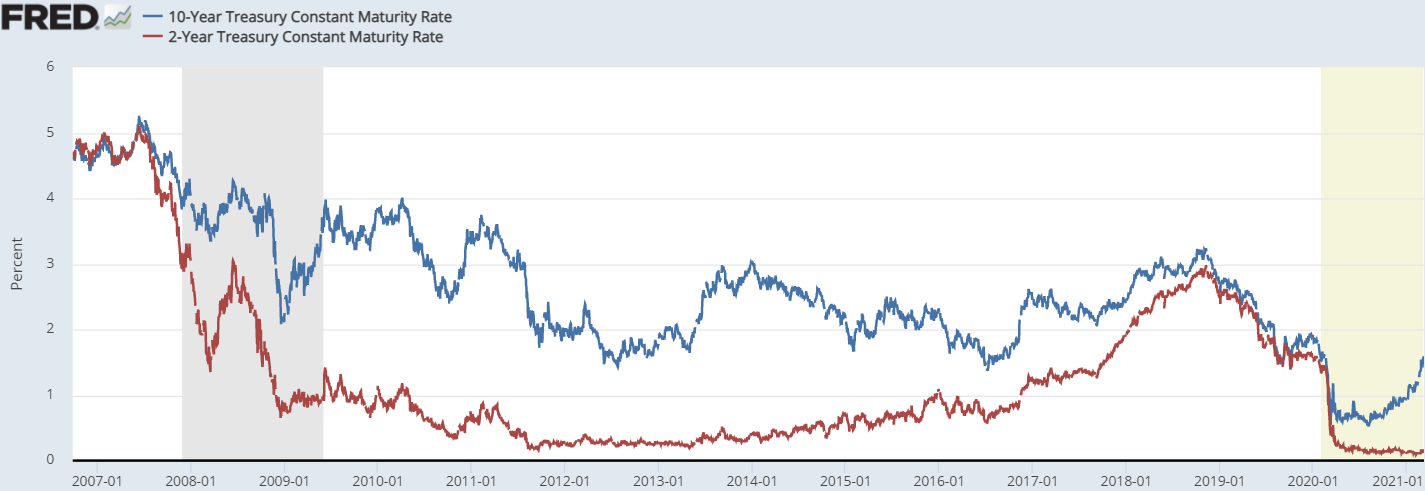 FRED
10-Year Treasury Constant Maturity Rate
2-Year Treasury Constant Maturity Rate
6
5
4
3
2
1
0
Percent
2007-01 2008-01 2009-01 2010-01 2011-01 2012-01 2013-01 2014-01 2015-01 2016-01 2017-01 2018-01 2019-01 2020-01 2021-01